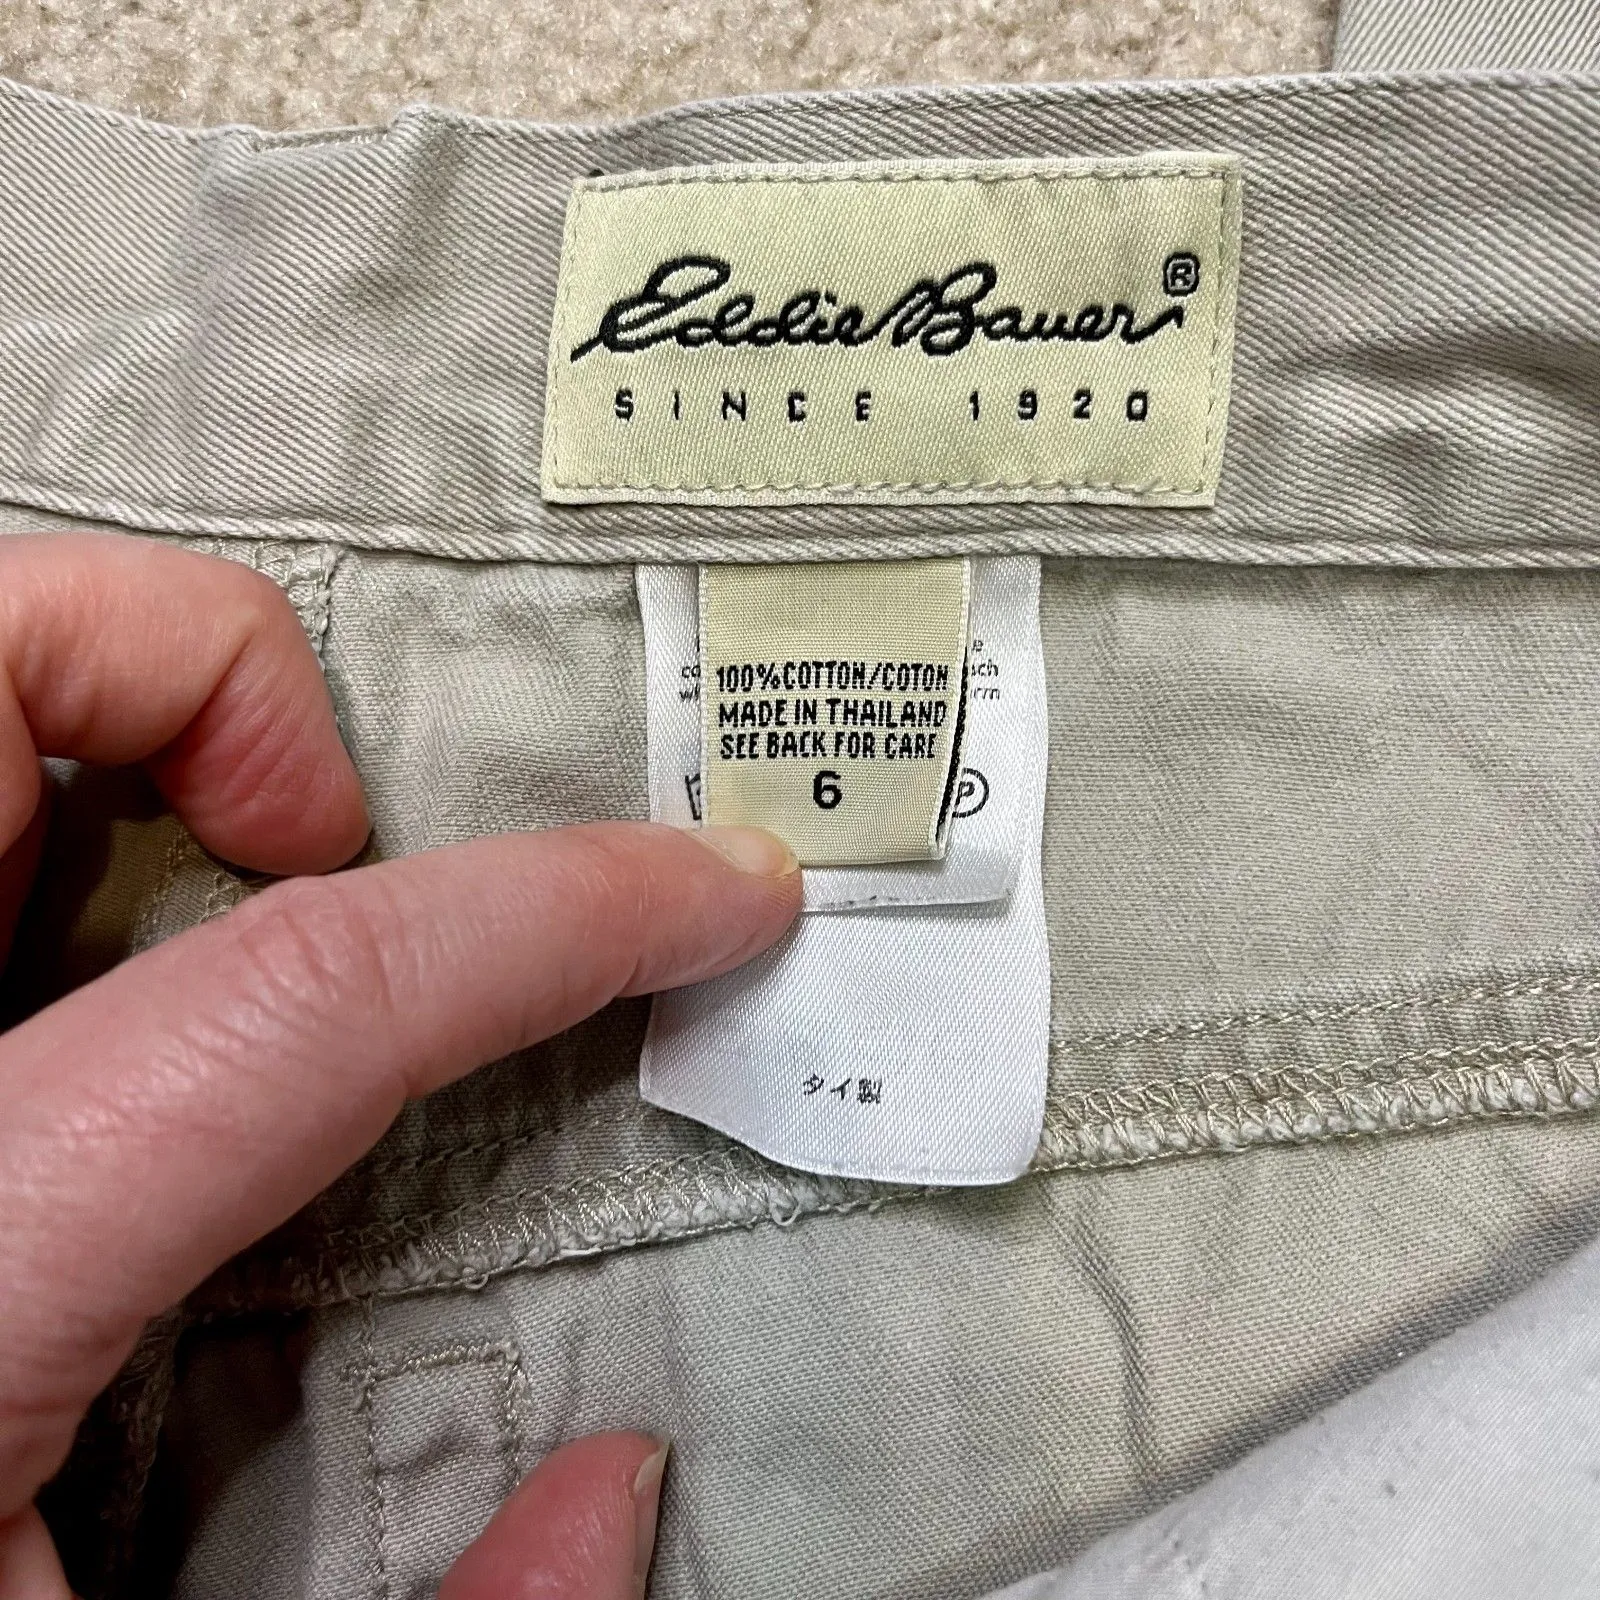 Eddie Bauer®
SINCE 1920
100% COTTON/COTON
MADE IN THAILAND
SEE BACK FOR CARE
6
P
タイ製